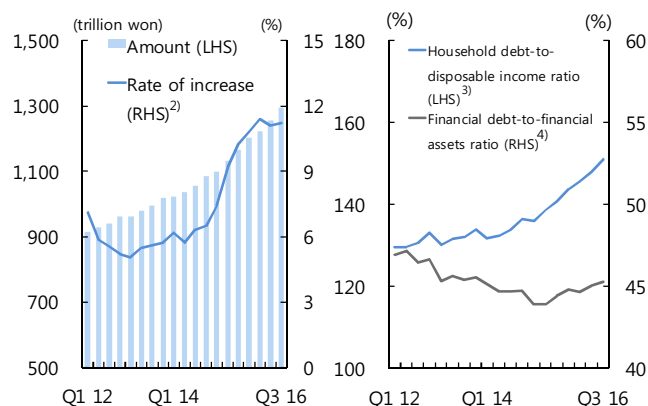 (trillion won) (%)
1,500 15
Amount (LHS)
Rate of increase
(RHS)2)
1,300 12
1,100 9
900 6
700 3
500 0
Q1 12 Q1 14 Q3 16
(%) (%)
180 60
Household debt-to-
disposable income ratio
(LHS)3)
Financial debt-to-financial
assets ratio (RHS)4)
160 55
140 50
120 45
100 40
Q1 12 Q1 14 Q3 16